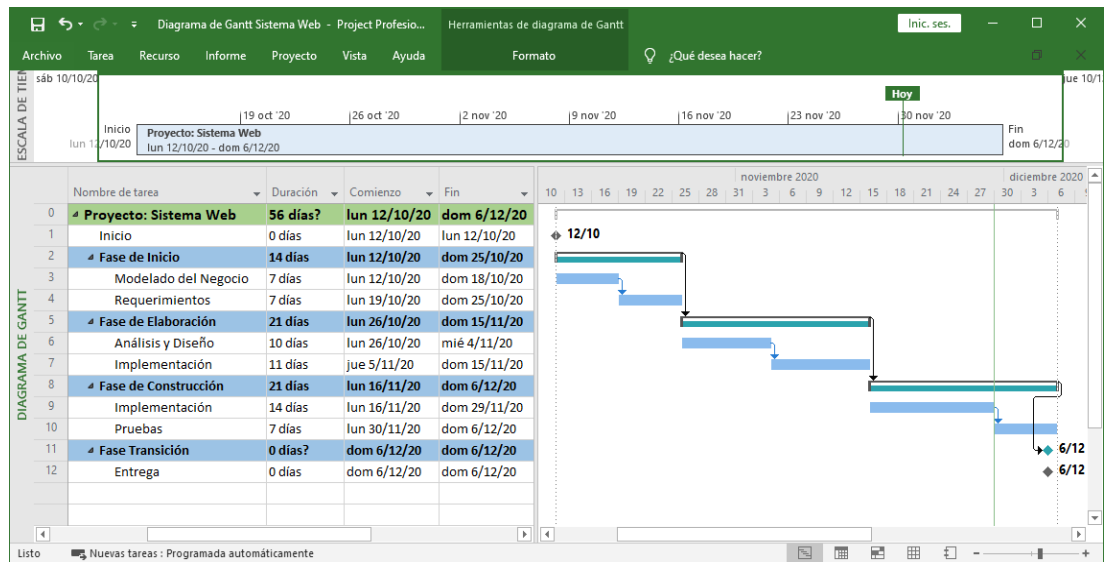 Diagrama de Gantt Sistema Web - Project Profesio... Herramientas de diagrama de Gantt Inic. ses.
Archivo Tarea Recurso Informe Proyecto Vista Ayuda Formato ¿Qué desea hacer?
ESCALA DE TIEN
sáb 10/10/20 jue 10/1
Hoy
19 oct '20 26 oct '20 2 nov '20 9 nov '20 16 nov '20 23 nov '20 30 nov '20
Inicio
lun 12/10/20
Proyecto: Sistema Web
lun 12/10/20 - dom 6/12/20
Fin
dom 6/12/20
DIAGRAMA DE GANTT
noviembre 2020 diciembre 2020
Nombre de tarea Duración Comienzo Fin 10 13 16 19 22 25 28 31 3 6 9 12 15 18 21 24 27 30 3 6
0 Proyecto: Sistema Web 56 días? lun 12/10/20 dom 6/12/20
1 Inicio 0 días lun 12/10/20 lun 12/10/20 12/10
2 Fase de Inicio 14 días lun 12/10/20 dom 25/10/20
3 Modelado del Negocio 7 días lun 12/10/20 dom 18/10/20
4 Requerimientos 7 días lun 19/10/20 dom 25/10/20
5 Fase de Elaboración 21 días lun 26/10/20 dom 15/11/20
6 Análisis y Diseño 10 días lun 26/10/20 mié 4/11/20
7 Implementación 11 días jue 5/11/20 dom 15/11/20
8 Fase de Construcción 21 días lun 16/11/20 dom 6/12/20
9 Implementación 14 días lun 16/11/20 dom 29/11/20
10 Pruebas 7 días lun 30/11/20 dom 6/12/20
11 Fase Transición 0 días? dom 6/12/20 dom 6/12/20 6/12
12 Entrega 0 días dom 6/12/20 dom 6/12/20 6/12
Listo Nuevas tareas : Programada automáticamente